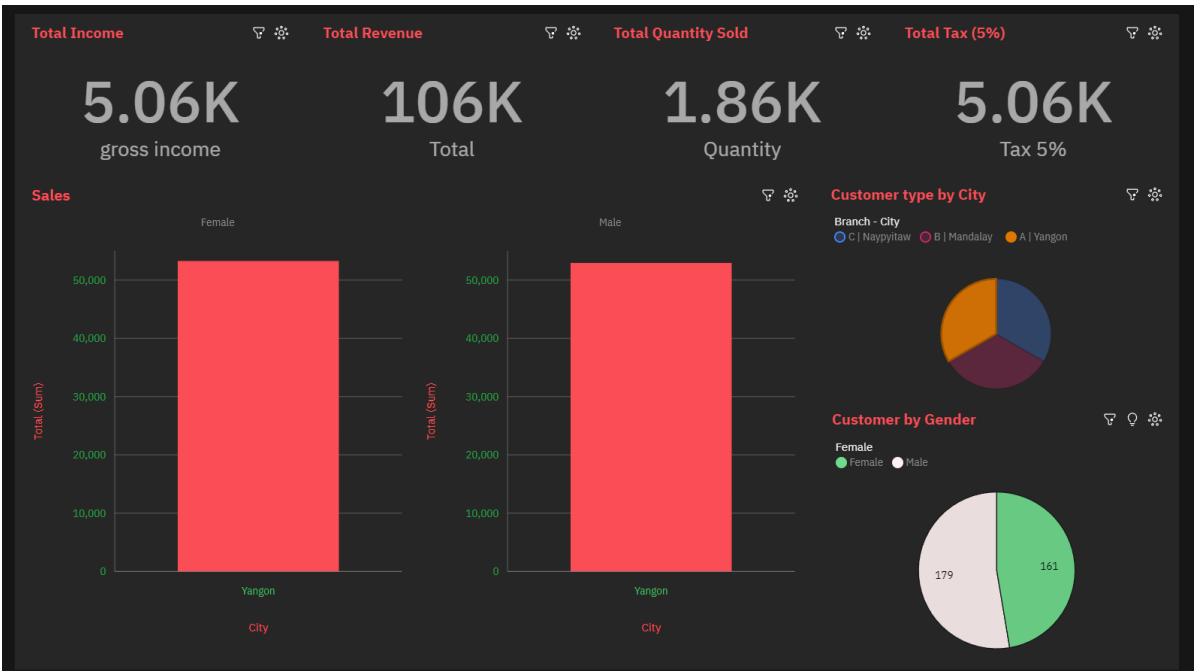 Total Income
Total Revenue
Total Quantity Sold
Total Tax (5%)
5.06K
gross income
106K
Total
1.86K
Quantity
5.06K
Tax 5%
Sales
Female
Male
Total (Sum)
50,000
40,000
30,000
20,000
10,000
0
Yangon
City
Total (Sum)
50,000
40,000
30,000
20,000
10,000
0
Yangon
City
Customer type by City
Branch - City
C | Naypyitaw B | Mandalay A | Yangon
Customer by Gender
Female
Female Male
179
161